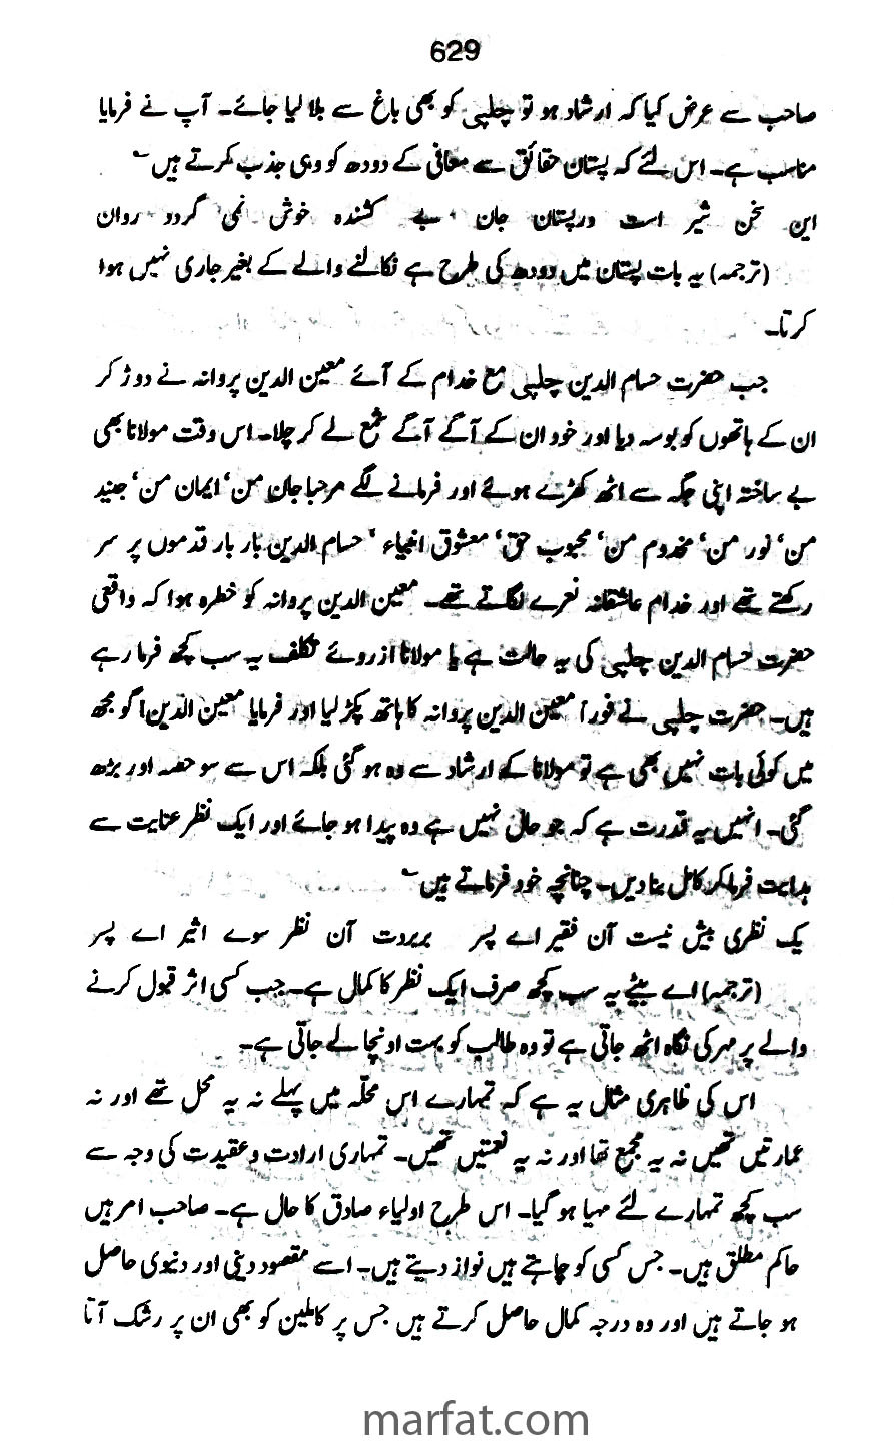 629
صاحب سے عرض کیا کہ ارشاد ہو تو چلپی کو بھی باغ سے بلا لیا جائے۔ آپ نے فرمایا
مناسب ہے۔ اس لئے کہ پستان حقائق سے معانی کے دودھ کو وہی جذب کرتے ہیں ؎
این سخن شیر است درپستان جان بے کشندہ خوش نمی گردو روان
(ترجمہ) یہ بات پستان میں دودھ کی طرح ہے نکالنے والے کے بغیر جاری نہیں ہوا
کرتا۔
جب حضرت حسام الدین چلپی مع خدام کے آئے معین الدین پروانہ نے دوڑ کر
ان کے ہاتھوں کو بوسہ دیا اور خود ان کے آگے آگے شمع لے کر چلا۔ اس وقت مولانا بھی
بے ساختہ اپنی جگہ سے اٹھ کھڑے ہوئے اور فرمانے لگے مرحبا جان من‘ ایمان من‘ جنید
من‘ نور من‘ مخدوم من‘ محبوب حق‘ معشوق انبیاء ‘ حسام الدین بار بار قدموں پر سر
رکھتے تھے اور خدام عاشقانہ نعرے لگاتے تھے۔ معین الدین پروانہ کو خطرہ ہوا کہ واقعی
حضرت حسام الدین چلپی کی یہ حالت ہے یا مولانا ازروئے تکلف یہ سب کچھ فرما رہے
ہیں۔ حضرت چلپی نے فوراً معین الدین پروانہ کا ہاتھ پکڑ لیا اور فرمایا معین الدین! گو مجھ
میں کوئی بات نہیں بھی ہے تو مولانا کے ارشاد سے وہ ہو گئی بلکہ اس سے سو حصہ اور بڑھ
گئی۔ انہیں یہ قدرت ہے کہ جو حال نہیں ہے وہ پیدا ہو جائے اور ایک نظر عنایت سے
ہدایت فرما کر کامل بنا دیں۔ چنانچہ خود فرماتے ہیں ؎
یک نظری بیش نیست آن فقیر اے پسر بربردت آن نظر سوے اثیر اے پسر
(ترجمہ) اے بیٹے یہ سب کچھ صرف ایک نظر کا کمال ہے۔ جب کسی اثر قبول کرنے
والے پر مہر کی نگاہ اٹھ جاتی ہے تو وہ طالب کو بہت اونچا لے جاتی ہے۔
اس کی ظاہری مثال یہ ہے کہ تمہارے اس محلّہ میں پہلے نہ یہ محل تھے اور نہ
عمارتیں تھیں نہ یہ مجمع تھا اور نہ یہ نعمتیں تھیں۔ تمہاری ارادت و عقیدت کی وجہ سے
سب کچھ تمہارے لئے مہیا ہو گیا۔ اس طرح اولیاء صادق کا حال ہے۔ صاحب امر ہیں
حاکم مطلق ہیں۔ جس کسی کو چاہتے ہیں نواز دیتے ہیں۔ اسے مقصود دینی اور دنیوی حاصل
ہو جاتے ہیں اور وہ درجہ کمال حاصل کرتے ہیں جس پر کاملین کو بھی ان پر رشک آتا
marfat.com